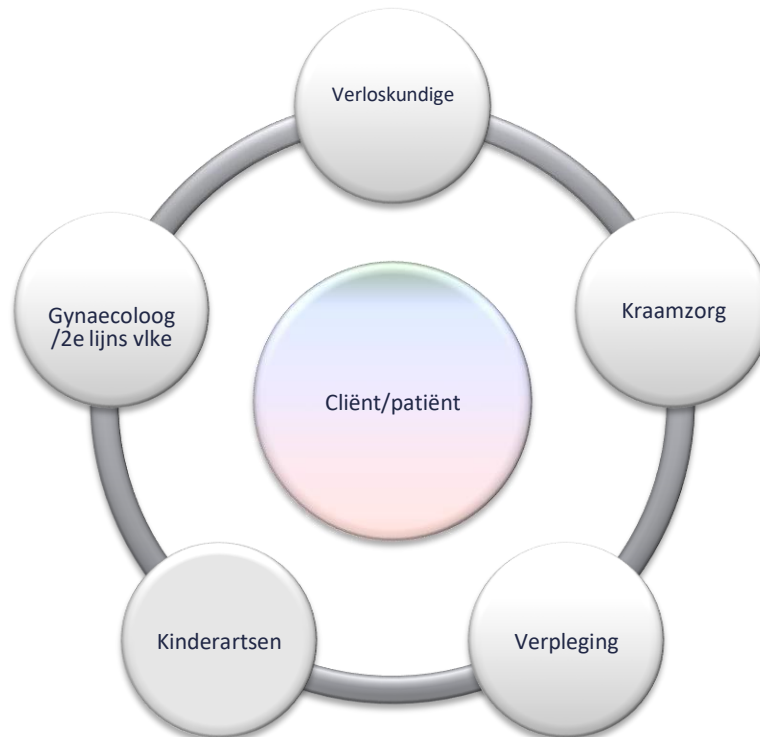 Verloskundige
Gynaecoloog
/2e lijns vlke
Kraamzorg
Cliënt/patiënt
Kinderartsen
Verpleging